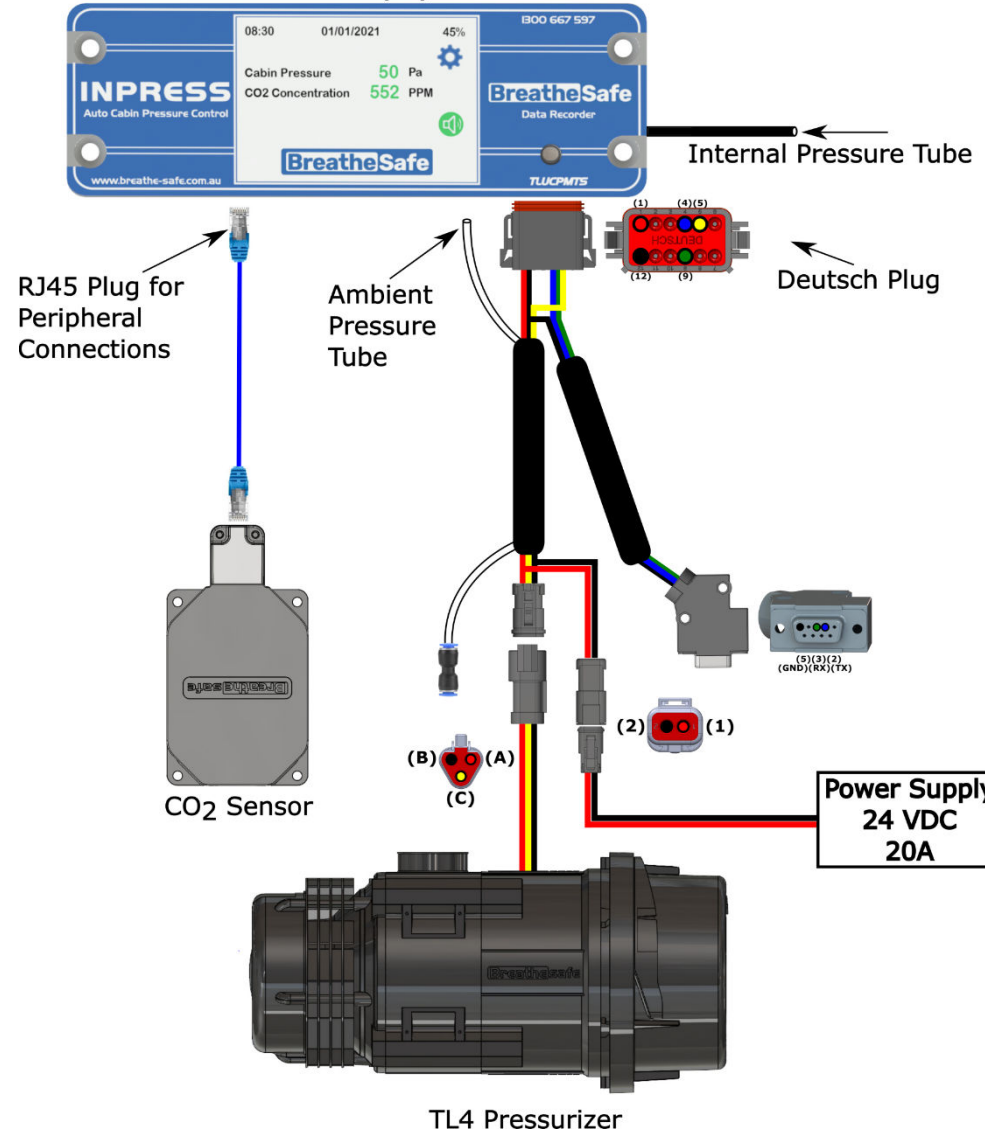 1300 667 597
08:30 01/01/2021 45%
Cabin Pressure 50 Pa
CO2 Concentration 552 PPM
INPRESS
Auto Cabin Pressure Control
BreatheSafe
Data Recorder
BreatheSafe
www.breathe-safe.com.au
TLUCPMTS
Internal Pressure Tube
(1) (4)(5)
DEUTSCH
(12) (9)
Deutsch Plug
RJ45 Plug for
Peripheral
Connections
Ambient
Pressure
Tube
(5)(3)(2)
(GND)(RX)(TX)
(2) (1)
(B) (A)
(C)
Breathesafe
CO2 Sensor
Power Supply
24 VDC
20A
Breathesafe
TL4 Pressurizer